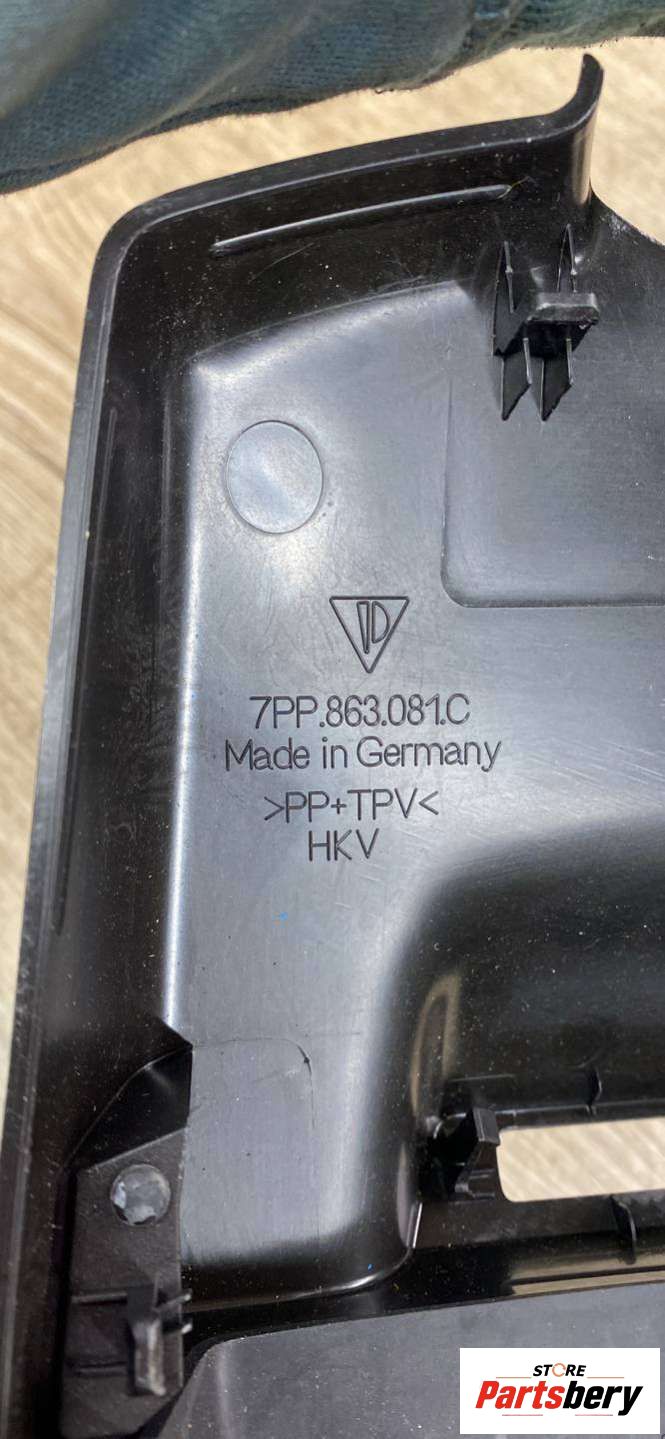 7PP.863.081.C
Made in Germany
>PP+TPV<
HKV
STORE
Partsbery